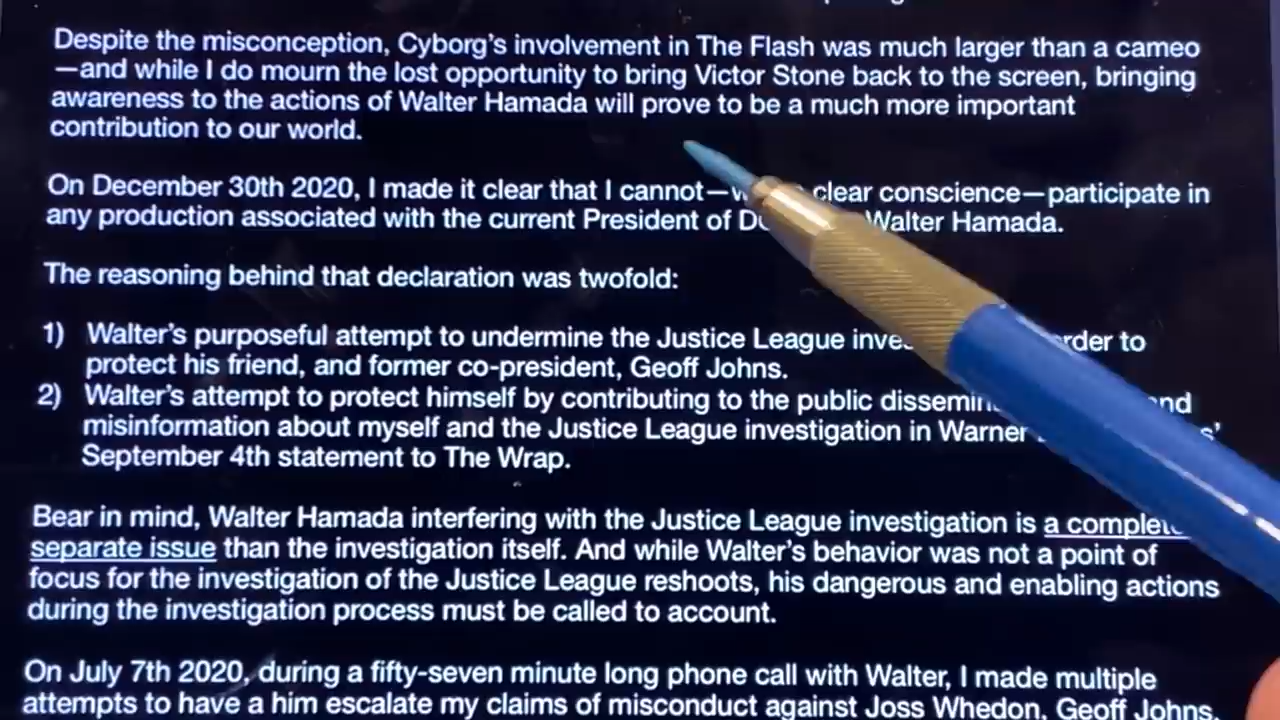 Despite the misconception, Cyborg's involvement in The Flash was much larger than a cameo
—and while I do mourn the lost opportunity to bring Victor Stone back to the screen, bringing
awareness to the actions of Walter Hamada will prove to be a much more important
contribution to our world.
On December 30th 2020, I made it clear that I cannot— clear conscience—participate in
any production associated with the current President of Walter Hamada.
The reasoning behind that declaration was twofold:
1) Walter's purposeful attempt to undermine the Justice League to
protect his friend, and former co-president, Geoff Johns.
2) Walter's attempt to protect himself by contributing to the public
misinformation about myself and the Justice League investigation in Warner
September 4th statement to The Wrap.
Bear in mind, Walter Hamada interfering with the Justice League investigation is a
separate issue than the investigation itself. And while Walter's behavior was not a point of
focus for the investigation of the Justice League reshoots, his dangerous and enabling actions
during the investigation process must be called to account.
On July 7th 2020, during a fifty-seven minute long phone call with Walter, I made multiple
attempts to have a him escalate my claims of misconduct against Joss Whedon, Geoff Johns,